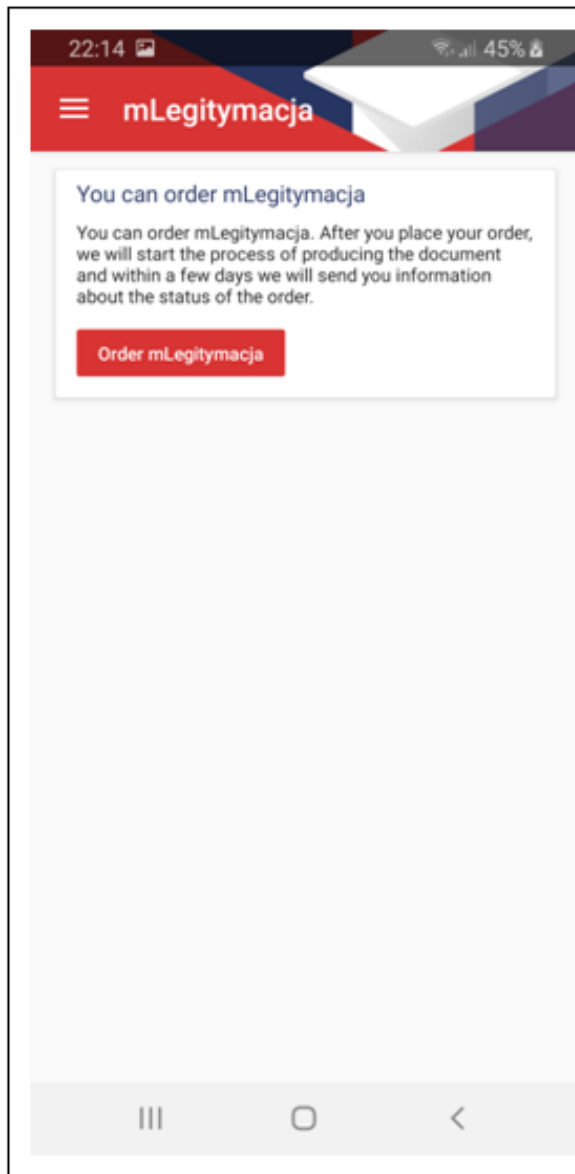 22:14 45%
mLegitymacja
You can order mLegitymacja
You can order mLegitymacja. After you place your order,
we will start the process of producing the document
and within a few days we will send you information
about the status of the order.
Order mLegitymacja